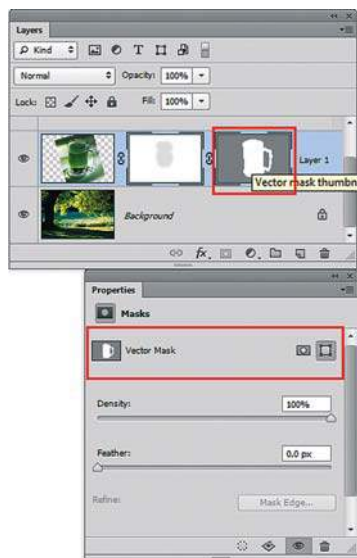 Layers
Kind
Normal Opacity: 100%
Lock: Fill: 100%
Layer 1
Vector mask thumbn
Background
fx
Properties
Masks
Vector Mask
Density: 100%
Feather: 0.0 px
Refine: Mask Edge...